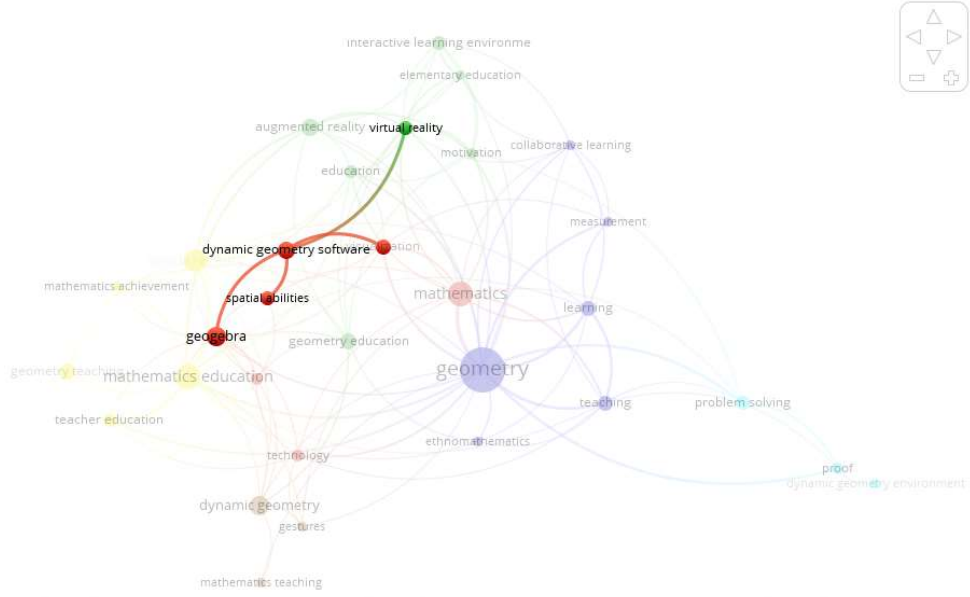 interactive learning environme
elementary education
augmented reality
virtual reality
collaborative learning
motivation
education
measurement
dynamic geometry software
mathematics achievement
spatial abilities
mathematics
learning
geogebra
geometry education
geometry teaching
mathematics education
geometry
teaching
problem solving
teacher education
ethnomathematics
technology
proof
dynamic geometry environment
dynamic geometry
gestures
mathematics teaching